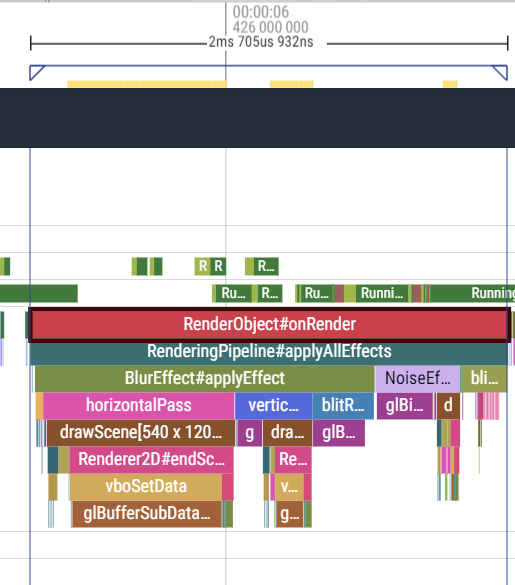 00:00:06
426 000 000
2ms 705us 932ns
R R R...
Ru... R... Ru... Runni... Running
RenderObject#onRender
RenderingPipeline#applyAllEffects
BlurEffect#applyEffect NoiseEf... bli...
horizontalPass vertic... blitR... glBi... d
drawScene[540 x 120... g dra... glB...
Renderer2D#endSc... Re...
vboSetData v...
glBufferSubData... g...